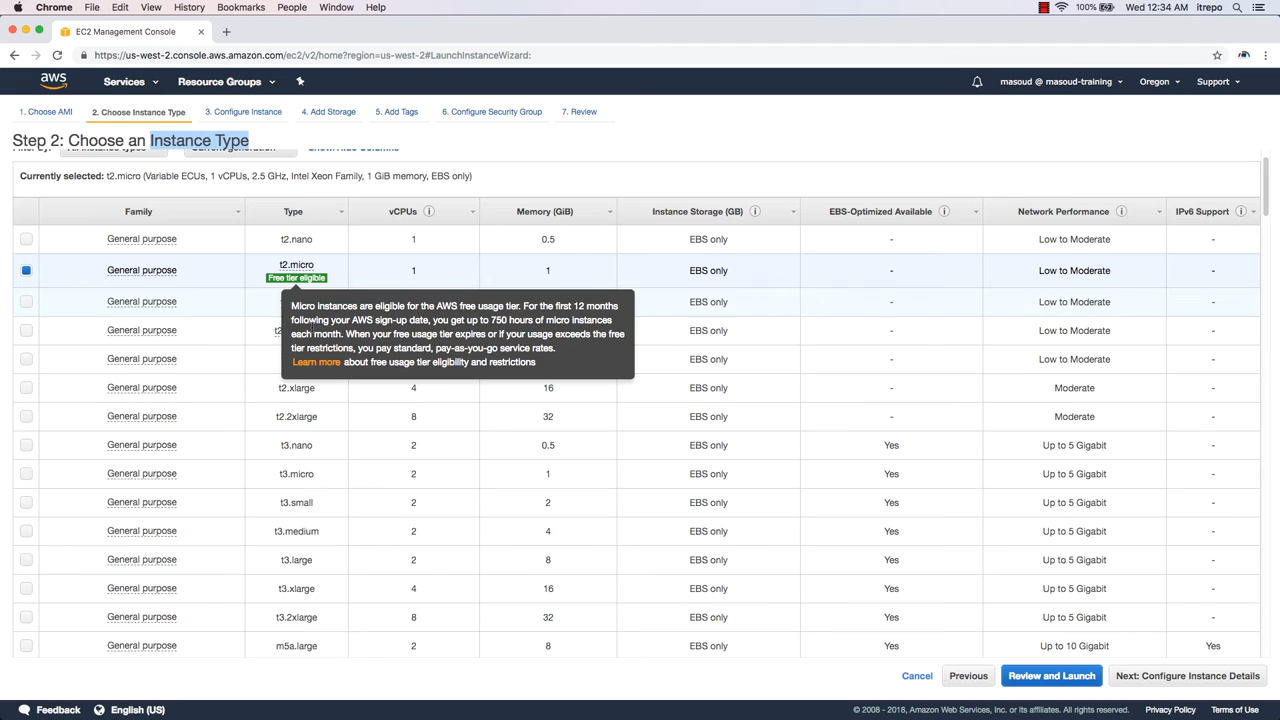 Chrome File Edit View History Bookmarks People Window Help 100% Wed 12:34 AM itrepo
EC2 Management Console
https://us-west-2.console.aws.amazon.com/ec2/v2/home?region=us-west-2#LaunchInstanceWizard:
aws Services Resource Groups masoud @ masoud-training Oregon Support
1. Choose AMI 2. Choose Instance Type 3. Configure Instance 4. Add Storage 5. Add Tags 6. Configure Security Group 7. Review
Step 2: Choose an Instance Type
Filter by: All instance types Current generation Show/Hide Columns
Currently selected: t2.micro (Variable ECUs, 1 vCPUs, 2.5 GHz, Intel Xeon Family, 1 GiB memory, EBS only)
Family Type vCPUs Memory (GiB) Instance Storage (GB) EBS-Optimized Available Network Performance IPv6 Support
General purpose t2.nano 1 0.5 EBS only - Low to Moderate -
General purpose t2.micro 1 1 EBS only - Low to Moderate -
Free tier eligible
General purpose EBS only - Low to Moderate -
General purpose EBS only - Low to Moderate -
General purpose EBS only - Low to Moderate -
Micro instances are eligible for the AWS free usage tier. For the first 12 months
following your AWS sign-up date, you get up to 750 hours of micro instances
each month. When your free usage tier expires or if your usage exceeds the free
tier restrictions, you pay standard, pay-as-you-go service rates.
Learn more about free usage tier eligibility and restrictions
General purpose t2.xlarge 4 16 EBS only - Moderate -
General purpose t2.2xlarge 8 32 EBS only - Moderate -
General purpose t3.nano 2 0.5 EBS only Yes Up to 5 Gigabit -
General purpose t3.micro 2 1 EBS only Yes Up to 5 Gigabit -
General purpose t3.small 2 2 EBS only Yes Up to 5 Gigabit -
General purpose t3.medium 2 4 EBS only Yes Up to 5 Gigabit -
General purpose t3.large 2 8 EBS only Yes Up to 5 Gigabit -
General purpose t3.xlarge 4 16 EBS only Yes Up to 5 Gigabit -
General purpose t3.2xlarge 8 32 EBS only Yes Up to 5 Gigabit -
General purpose m5a.large 2 8 EBS only Yes Up to 10 Gigabit Yes
Cancel Previous Review and Launch Next: Configure Instance Details
Feedback English (US) © 2008 - 2018, Amazon Web Services, Inc. or its affiliates. All rights reserved. Privacy Policy Terms of Use